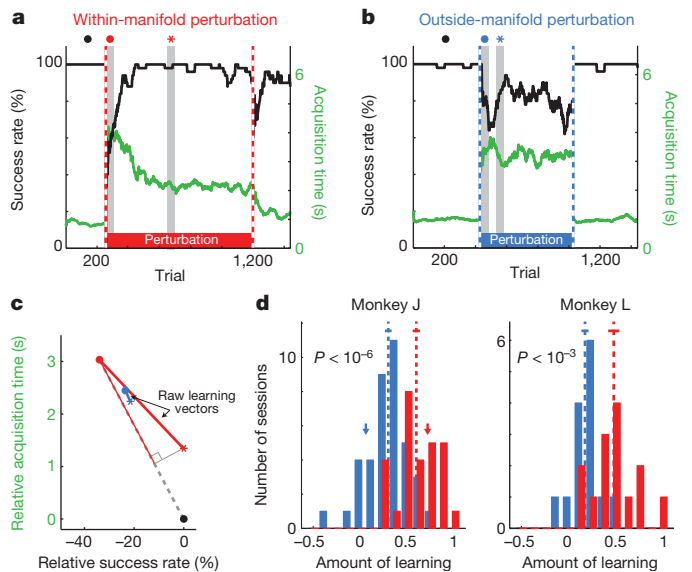 a
Within-manifold perturbation
Success rate (%)
100
0
6
0
Acquisition time (s)
Perturbation
200
Trial
1,200
b
Outside-manifold perturbation
Success rate (%)
100
0
6
0
Acquisition time (s)
Perturbation
200
Trial
1,200
c
Relative acquisition time (s)
3
2
1
0
Raw learning
vectors
−40
−20
0
Relative success rate (%)
d
Monkey J
Number of sessions
10
0
P < 10⁻⁶
−0.5
0
0.5
1
Amount of learning
Monkey L
6
0
P < 10⁻³
−0.5
0
0.5
1
Amount of learning